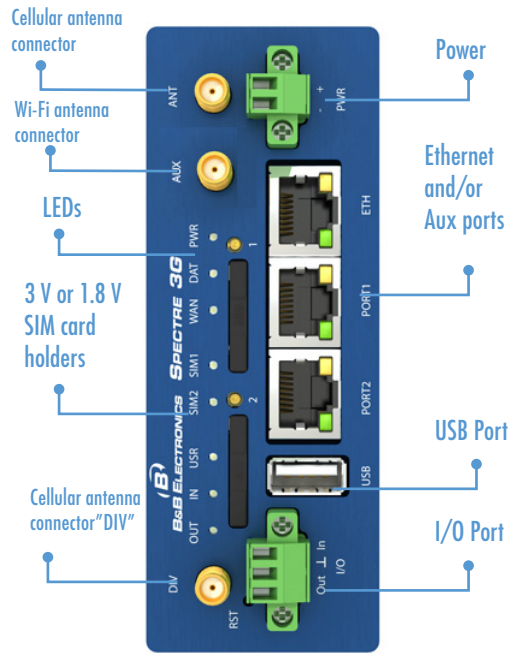 Cellular antenna
connector
Wi-Fi antenna
connector
LEDs
3 V or 1.8 V
SIM card
holders
Cellular antenna
connector"DIV"
Power
Ethernet
and/or
Aux ports
USB Port
I/O Port
ANT
AUX
PWR
DAT
WAN
SIM1
SIM2
USR
IN
OUT
DIV
RST
SPECTRE 3G
B&B ELECTRONICS
(B)
1
2
+
-
PWR
ETH
PORT1
PORT2
USB
In
⊥
Out
I/O